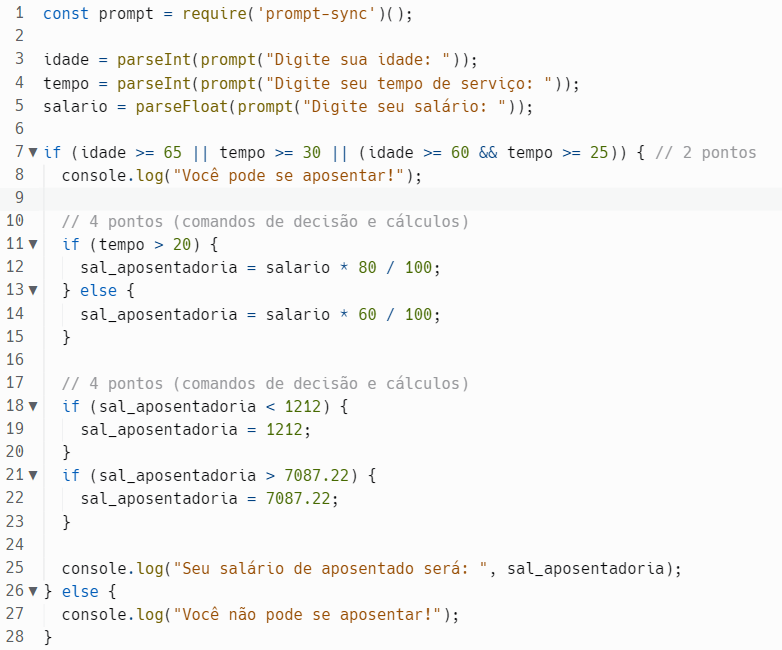 1 const prompt = require('prompt-sync')();
2
3 idade = parseInt(prompt("Digite sua idade: "));
4 tempo = parseInt(prompt("Digite seu tempo de serviço: "));
5 salario = parseFloat(prompt("Digite seu salário: "));
6
7 if (idade >= 65 || tempo >= 30 || (idade >= 60 && tempo >= 25)) { // 2 pontos
8   console.log("Você pode se aposentar!");
9
10   // 4 pontos (comandos de decisão e cálculos)
11   if (tempo > 20) {
12     sal_aposentadoria = salario * 80 / 100;
13   } else {
14     sal_aposentadoria = salario * 60 / 100;
15   }
16
17   // 4 pontos (comandos de decisão e cálculos)
18   if (sal_aposentadoria < 1212) {
19     sal_aposentadoria = 1212;
20   }
21   if (sal_aposentadoria > 7087.22) {
22     sal_aposentadoria = 7087.22;
23   }
24
25   console.log("Seu salário de aposentado será: ", sal_aposentadoria);
26 } else {
27   console.log("Você não pode se aposentar!");
28 }